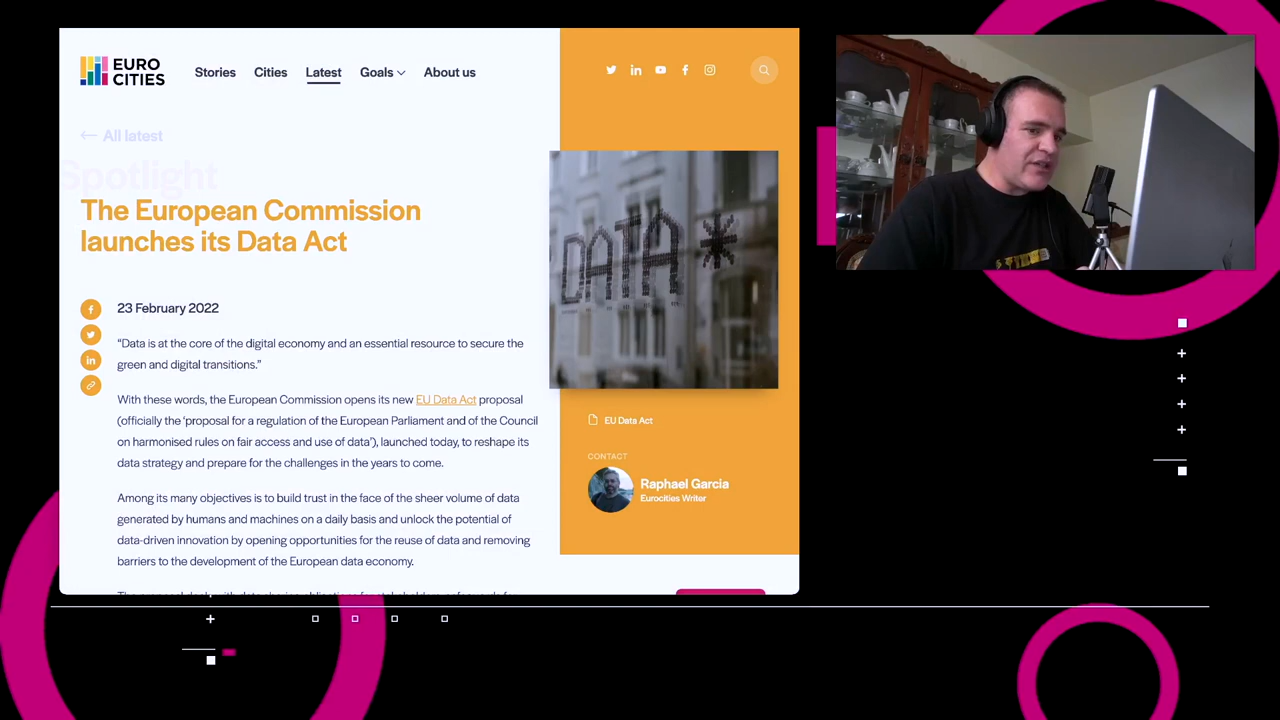 EURO
CITIES
Stories
Cities
Latest
Goals
About us
All latest
Spotlight
The European Commission
launches its Data Act
23 February 2022
“Data is at the core of the digital economy and an essential resource to secure the
green and digital transitions.”
With these words, the European Commission opens its new EU Data Act proposal
(officially the ‘proposal for a regulation of the European Parliament and of the Council
on harmonised rules on fair access and use of data’), launched today, to reshape its
data strategy and prepare for the challenges in the years to come.
Among its many objectives is to build trust in the face of the sheer volume of data
generated by humans and machines on a daily basis and unlock the potential of
data-driven innovation by opening opportunities for the reuse of data and removing
barriers to the development of the European data economy.
DATA*
EU Data Act
CONTACT
Raphael Garcia
Eurocities Writer